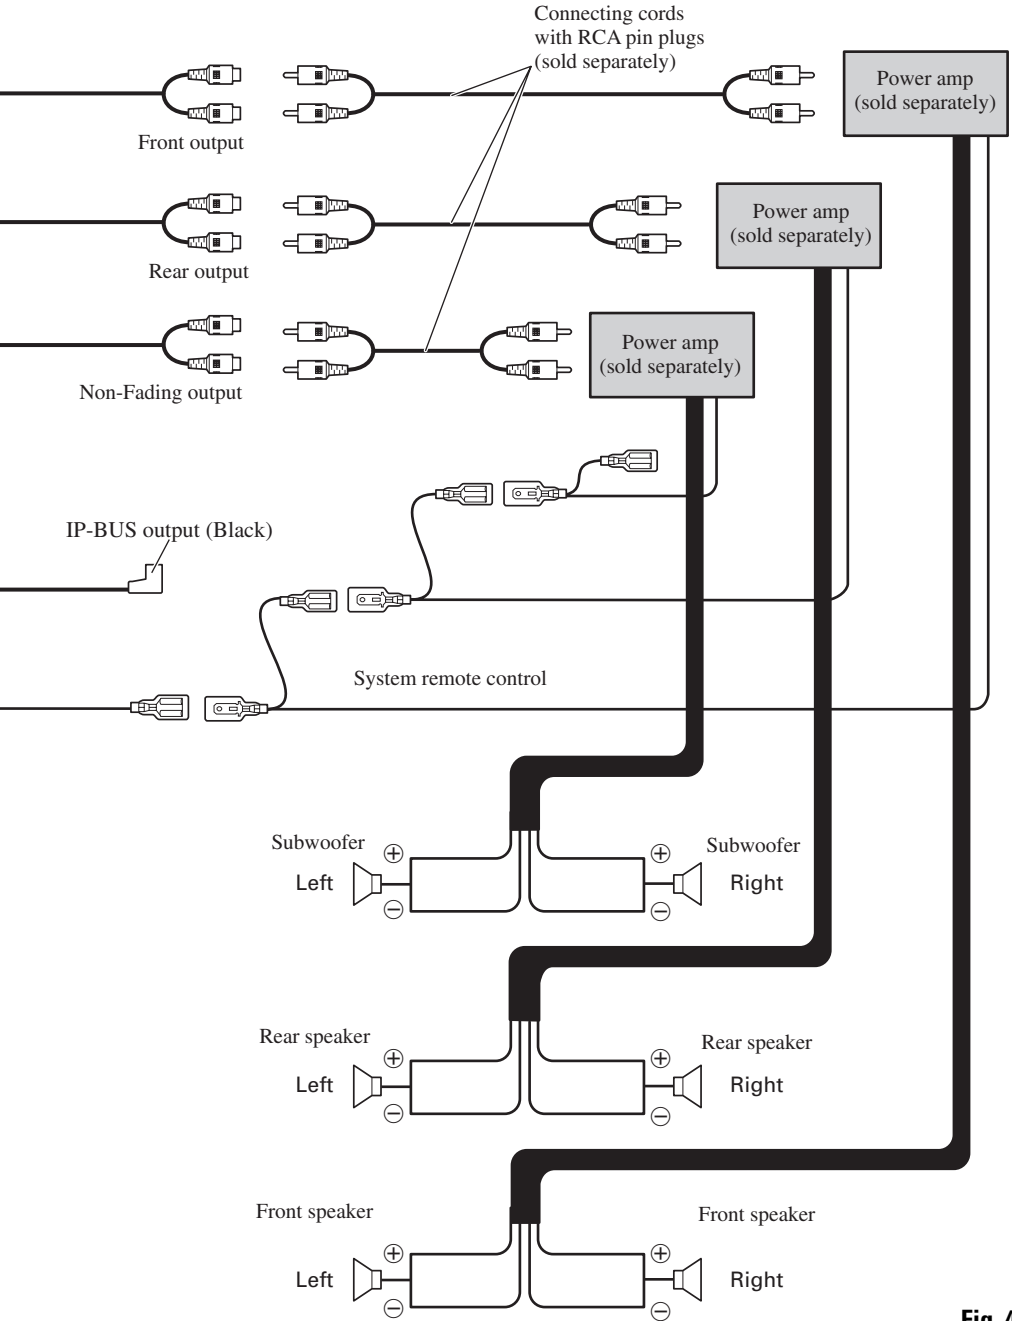 Connecting cords
with RCA pin plugs
(sold separately)
Power amp
(sold separately)
Front output
Power amp
(sold separately)
Rear output
Power amp
(sold separately)
Non-Fading output
IP-BUS output (Black)
System remote control
Subwoofer
Left
⊕
⊖
⊕
⊖
Subwoofer
Right
Rear speaker
Left
⊕
⊖
⊕
⊖
Rear speaker
Right
Front speaker
Left
⊕
⊖
⊕
⊖
Front speaker
Right
Fig.